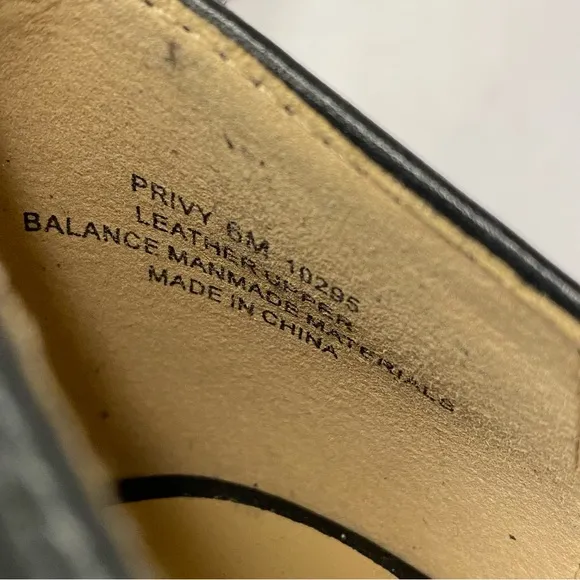 PRIVY 6M 10295
LEATHER UPPER
BALANCE MANMADE MATERIALS
MADE IN CHINA